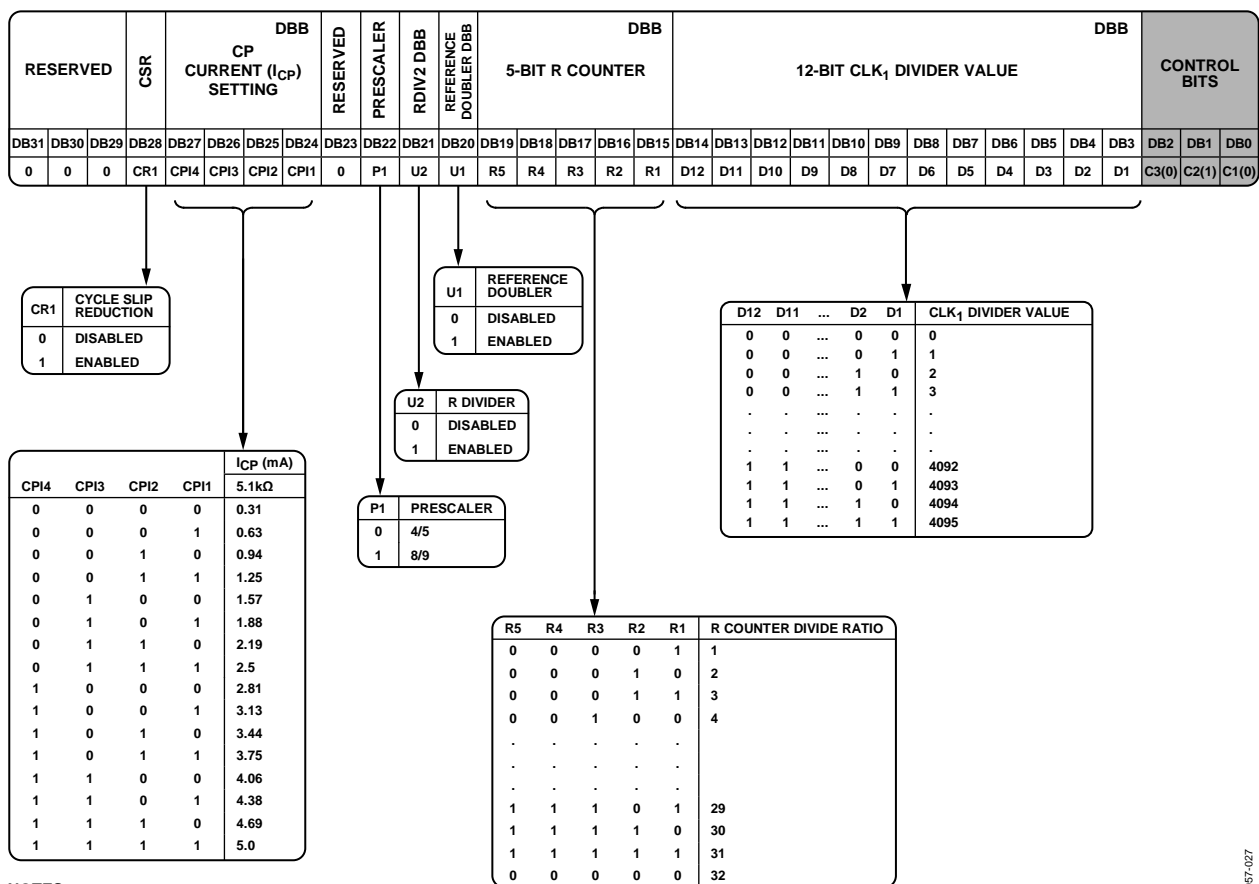 RESERVED
CSR
DBB
CP
CURRENT (ICP)
SETTING
RESERVED
PRESCALER
RDIV2 DBB
REFERENCE
DOUBLER DBB
DBB
5-BIT R COUNTER
DBB
12-BIT CLK1 DIVIDER VALUE
CONTROL
BITS
DB31 DB30 DB29 DB28 DB27 DB26 DB25 DB24 DB23 DB22 DB21 DB20 DB19 DB18 DB17 DB16 DB15 DB14 DB13 DB12 DB11 DB10 DB9 DB8 DB7 DB6 DB5 DB4 DB3 DB2 DB1 DB0
0 0 0 CR1 CPI4 CPI3 CPI2 CPI1 0 P1 U2 U1 R5 R4 R3 R2 R1 D12 D11 D10 D9 D8 D7 D6 D5 D4 D3 D2 D1 C3(0) C2(1) C1(0)
CR1 CYCLE SLIP
REDUCTION
0 DISABLED
1 ENABLED
U1 REFERENCE
DOUBLER
0 DISABLED
1 ENABLED
U2 R DIVIDER
0 DISABLED
1 ENABLED
P1 PRESCALER
0 4/5
1 8/9
D12 D11 ... D2 D1 CLK1 DIVIDER VALUE
0 0 ... 0 0 0
0 0 ... 0 1 1
0 0 ... 1 0 2
0 0 ... 1 1 3
. . ... . . .
. . ... . . .
. . ... . . .
1 1 ... 0 0 4092
1 1 ... 0 1 4093
1 1 ... 1 0 4094
1 1 ... 1 1 4095
ICP (mA)
CPI4 CPI3 CPI2 CPI1 5.1kΩ
0 0 0 0 0.31
0 0 0 1 0.63
0 0 1 0 0.94
0 0 1 1 1.25
0 1 0 0 1.57
0 1 0 1 1.88
0 1 1 0 2.19
0 1 1 1 2.5
1 0 0 0 2.81
1 0 0 1 3.13
1 0 1 0 3.44
1 0 1 1 3.75
1 1 0 0 4.06
1 1 0 1 4.38
1 1 1 0 4.69
1 1 1 1 5.0
R5 R4 R3 R2 R1 R COUNTER DIVIDE RATIO
0 0 0 0 1 1
0 0 0 1 0 2
0 0 0 1 1 3
0 0 1 0 0 4
. . . . .
. . . . .
. . . . .
1 1 1 0 1 29
1 1 1 1 0 30
1 1 1 1 1 31
0 0 0 0 0 32